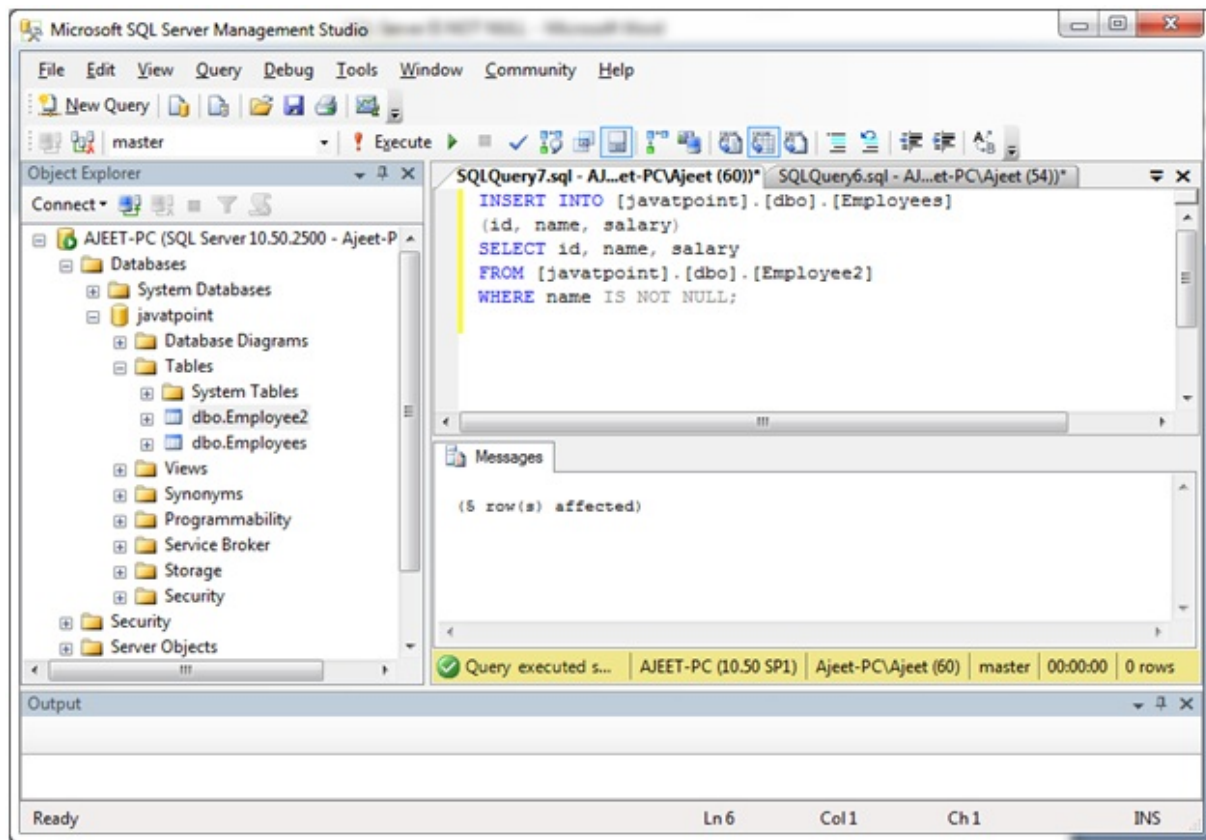 Microsoft SQL Server Management Studio
File Edit View Query Debug Tools Window Community Help
New Query
master Execute
Object Explorer
Connect
AJEET-PC (SQL Server 10.50.2500 - Ajeet-P
Databases
System Databases
javatpoint
Database Diagrams
Tables
System Tables
dbo.Employee2
dbo.Employees
Views
Synonyms
Programmability
Service Broker
Storage
Security
Security
Server Objects
SQLQuery7.sql - AJ...et-PC\Ajeet (60))* SQLQuery6.sql - AJ...et-PC\Ajeet (54))*
INSERT INTO [javatpoint].[dbo].[Employees]
(id, name, salary)
SELECT id, name, salary
FROM [javatpoint].[dbo].[Employee2]
WHERE name IS NOT NULL;
Messages
(5 row(s) affected)
Query executed s... AJEET-PC (10.50 SP1) Ajeet-PC\Ajeet (60) master 00:00:00 0 rows
Output
Ready Ln 6 Col 1 Ch 1 INS